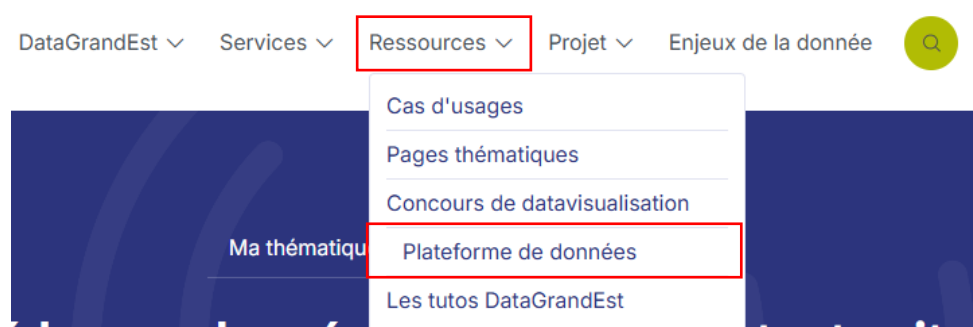 DataGrandEst Services Ressources Projet Enjeux de la donnée
Cas d'usages
Pages thématiques
Concours de datavisualisation
Ma thématiqu
Plateforme de données
Les tutos DataGrandEst